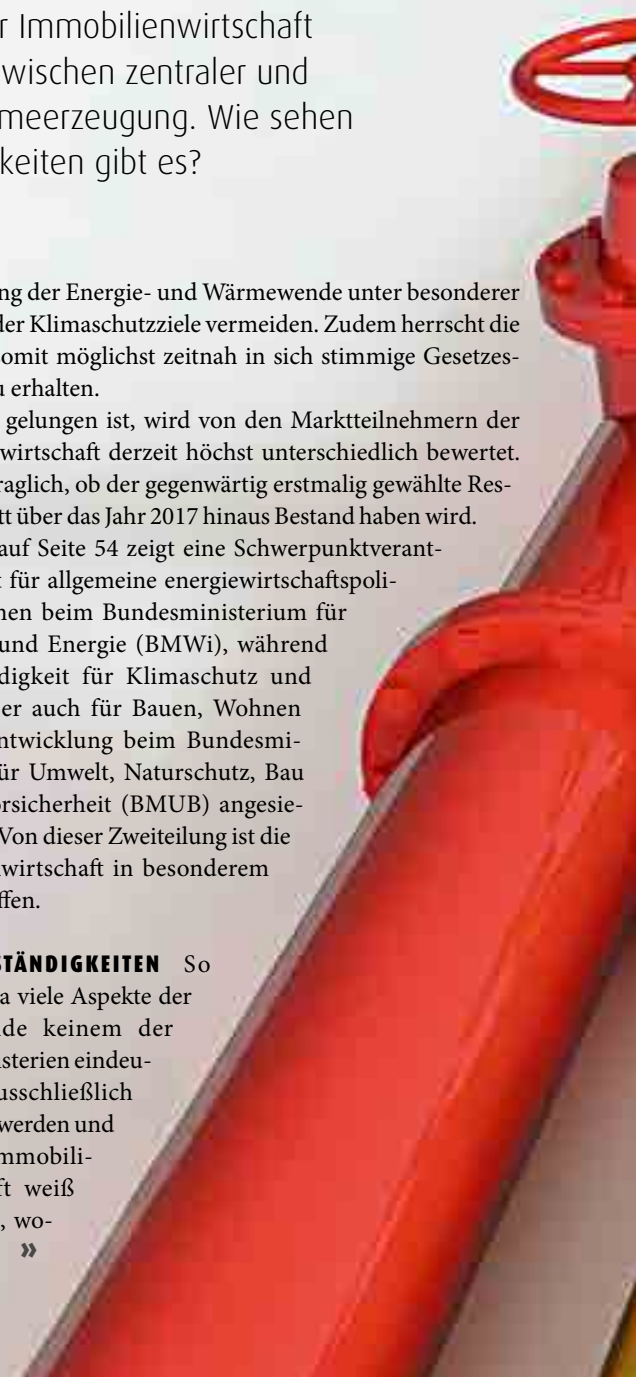 r Immobilienwirtschaft
wischen zentraler und
meerzeugung. Wie sehen
keiten gibt es?
ng der Energie- und Wärmewende unter besonderer
der Klimaschutzziele vermeiden. Zudem herrscht die
somit möglichst zeitnah in sich stimmige Gesetzes-
u erhalten.
gelungen ist, wird von den Marktteilnehmern der
wirtschaft derzeit höchst unterschiedlich bewertet.
raglich, ob der gegenwärtig erstmalig gewählte Res-
tt über das Jahr 2017 hinaus Bestand haben wird.
auf Seite 54 zeigt eine Schwerpunktverant-
t für allgemeine energiewirtschaftspoli-
nen beim Bundesministerium für
und Energie (BMWi), während
digkeit für Klimaschutz und
er auch für Bauen, Wohnen
ntwicklung beim Bundesmi-
ür Umwelt, Naturschutz, Bau
orsicherheit (BMUB) angesie-
Von dieser Zweiteilung ist die
nwirtschaft in besonderem
ffen.
STÄNDIGKEITEN So
a viele Aspekte der
de keinem der
sterien eindeu-
usschließlich
werden und
mmobili-
ft weiß
, wo-
»